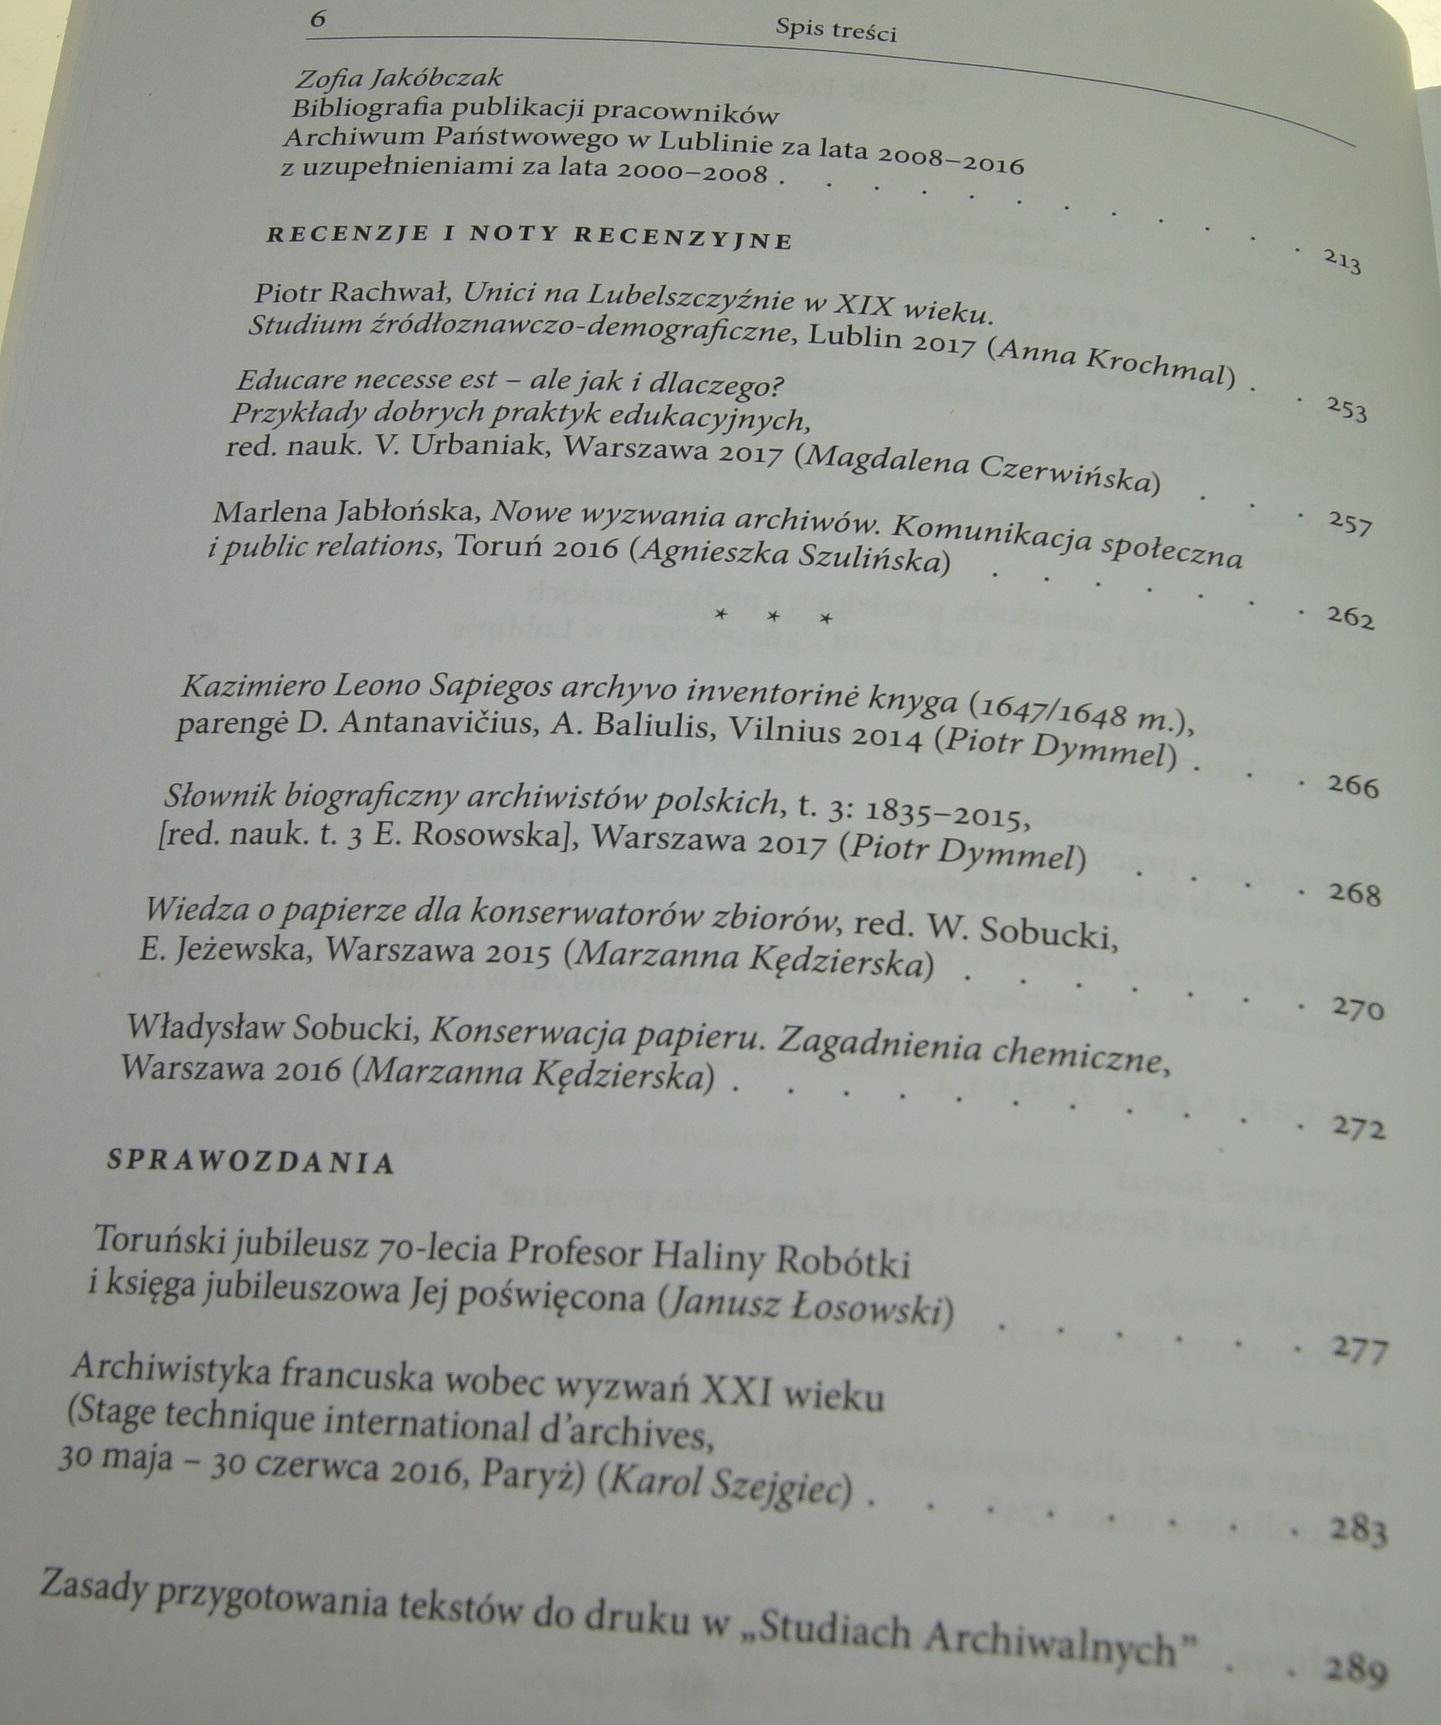 6 Spis treści
Zofia Jakóbczak
Bibliografia publikacji pracowników
Archiwum Państwowego w Lublinie za lata 2008–2016
z uzupełnieniami za lata 2000–2008 . . . . . . . . . . . . 213
RECENZJE I NOTY RECENZYJNE
Piotr Rachwał, Unici na Lubelszczyźnie w XIX wieku.
Studium źródłoznawczo-demograficzne, Lublin 2017 (Anna Krochmal) . . 253
Educare necesse est – ale jak i dlaczego?
Przykłady dobrych praktyk edukacyjnych,
red. nauk. V. Urbaniak, Warszawa 2017 (Magdalena Czerwińska) . . . 257
Marlena Jabłońska, Nowe wyzwania archiwów. Komunikacja społeczna
i public relations, Toruń 2016 (Agnieszka Szulińska) . . . . . . . 262
* * *
Kazimiero Leono Sapiegos archyvo inventorinė knyga (1647/1648 m.),
parengė D. Antanavičius, A. Baliulis, Vilnius 2014 (Piotr Dymmel) . . . 266
Słownik biograficzny archiwistów polskich, t. 3: 1835–2015,
[red. nauk. t. 3 E. Rosowska], Warszawa 2017 (Piotr Dymmel) . . . . 268
Wiedza o papierze dla konserwatorów zbiorów, red. W. Sobucki,
E. Jeżewska, Warszawa 2015 (Marzanna Kędzierska) . . . . . . . 270
Władysław Sobucki, Konserwacja papieru. Zagadnienia chemiczne,
Warszawa 2016 (Marzanna Kędzierska) . . . . . . . . . . . 272
SPRAWOZDANIA
Toruński jubileusz 70-lecia Profesor Haliny Robótki
i księga jubileuszowa Jej poświęcona (Janusz Łosowski) . . . . . . 277
Archiwistyka francuska wobec wyzwań XXI wieku
(Stage technique international d’archives,
30 maja – 30 czerwca 2016, Paryż) (Karol Szejgiec) . . . . . . . . 283
Zasady przygotowania tekstów do druku w „Studiach Archiwalnych” . . 289